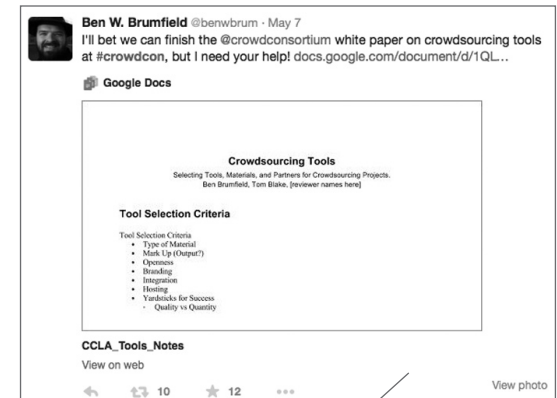 Ben W. Brumfield @benwbrum · May 7
I'll bet we can finish the @crowdconsortium white paper on crowdsourcing tools
at #crowdcon, but I need your help! docs.google.com/document/d/1QL...
Google Docs
Crowdsourcing Tools
Selecting Tools, Materials, and Partners for Crowdsourcing Projects.
Ben Brumfield, Tom Blake, [reviewer names here]
Tool Selection Criteria
Tool Selection Criteria
• Type of Material
• Mark Up (Output?)
• Openness
• Branding
• Integration
• Hosting
• Yardsticks for Success
- Quality vs Quantity
CCLA_Tools_Notes
View on web
10 12 •••
View photo